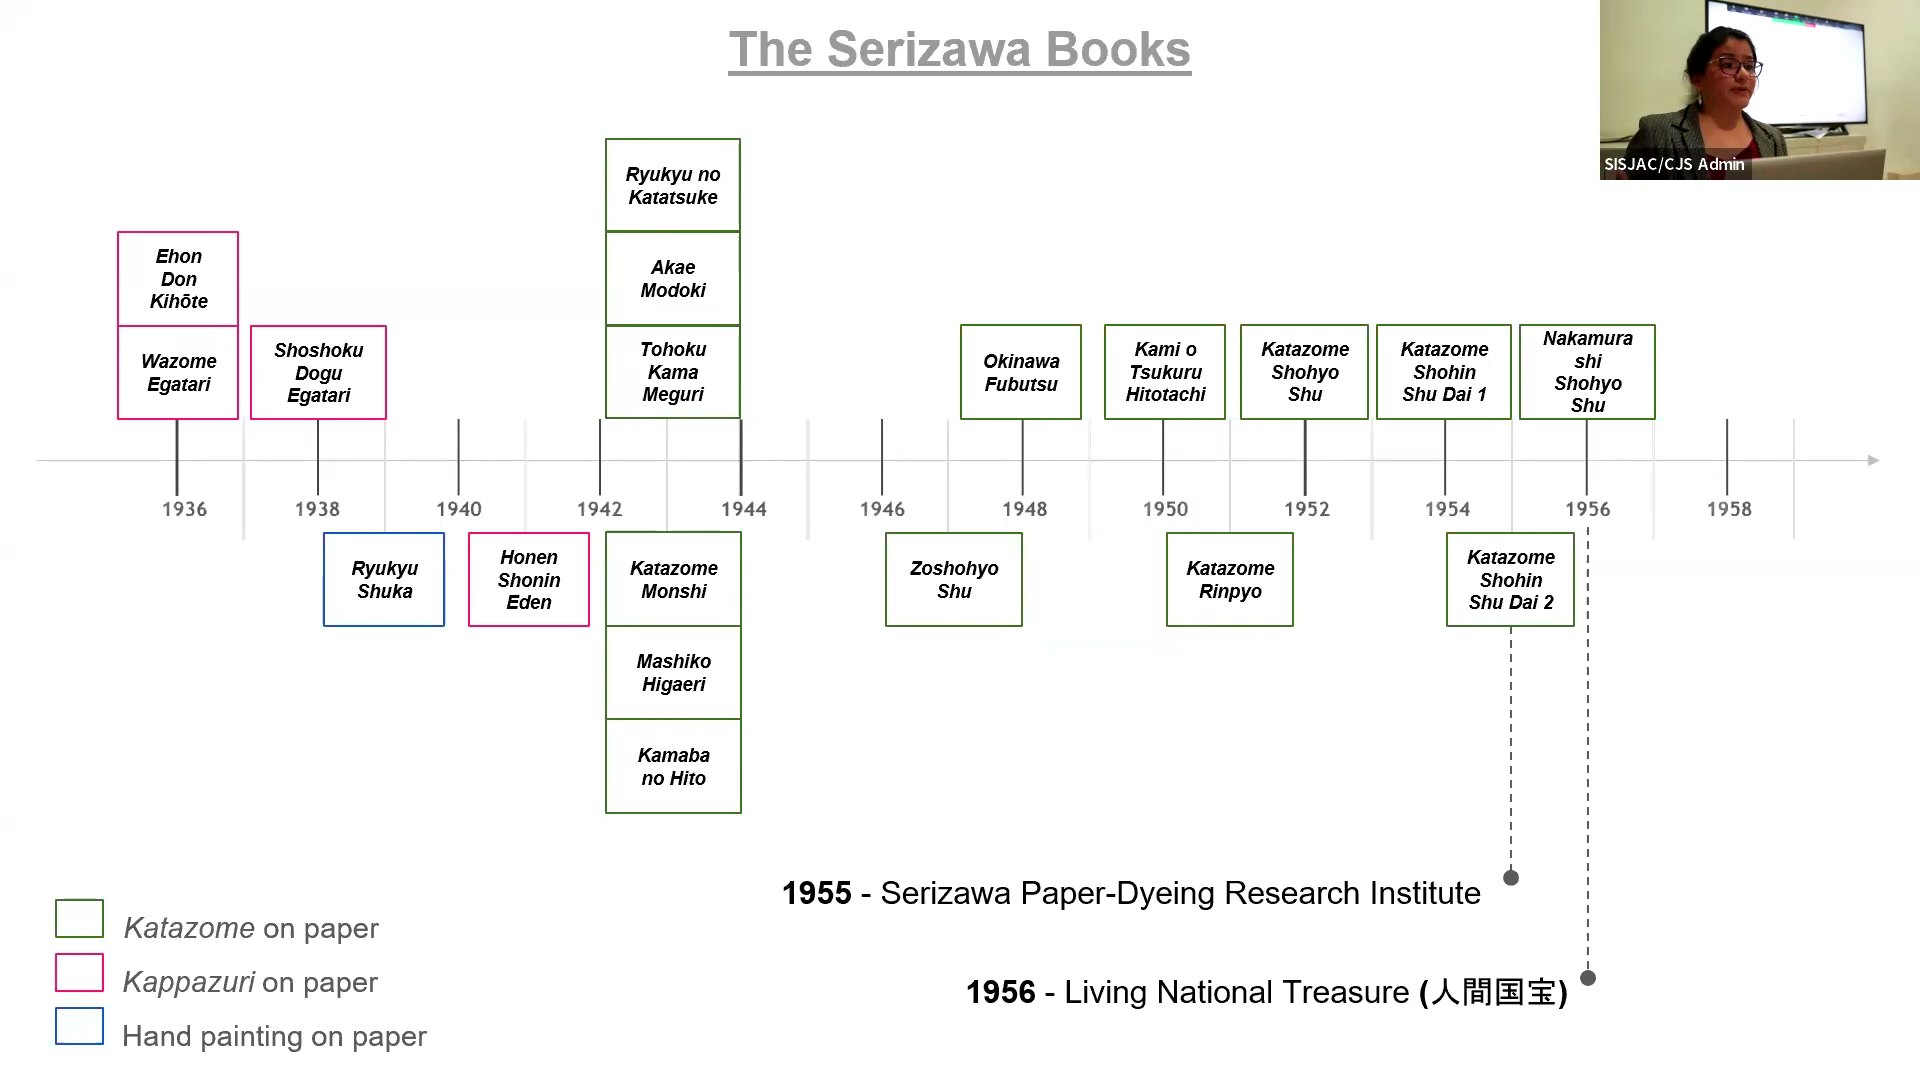 The Serizawa Books
SISJAC/CJS Admin
Ryukyu no
Katatsuke
Ehon
Don
Kihōte
Akae
Modoki
Wazome
Egatari
Shoshoku
Dogu
Egatari
Tohoku
Kama
Meguri
Okinawa
Fubutsu
Kami o
Tsukuru
Hitotachi
Katazome
Shohyo
Shu
Katazome
Shohin
Shu Dai 1
Nakamura
shi
Shohyo
Shu
1936
1938
1940
1942
1944
1946
1948
1950
1952
1954
1956
1958
Ryukyu
Shuka
Honen
Shonin
Eden
Katazome
Monshi
Zoshohyo
Shu
Katazome
Rinpyo
Katazome
Shohin
Shu Dai 2
Mashiko
Higaeri
Kamaba
no Hito
1955 - Serizawa Paper-Dyeing Research Institute
1956 - Living National Treasure (人間国宝)
Katazome on paper
Kappazuri on paper
Hand painting on paper